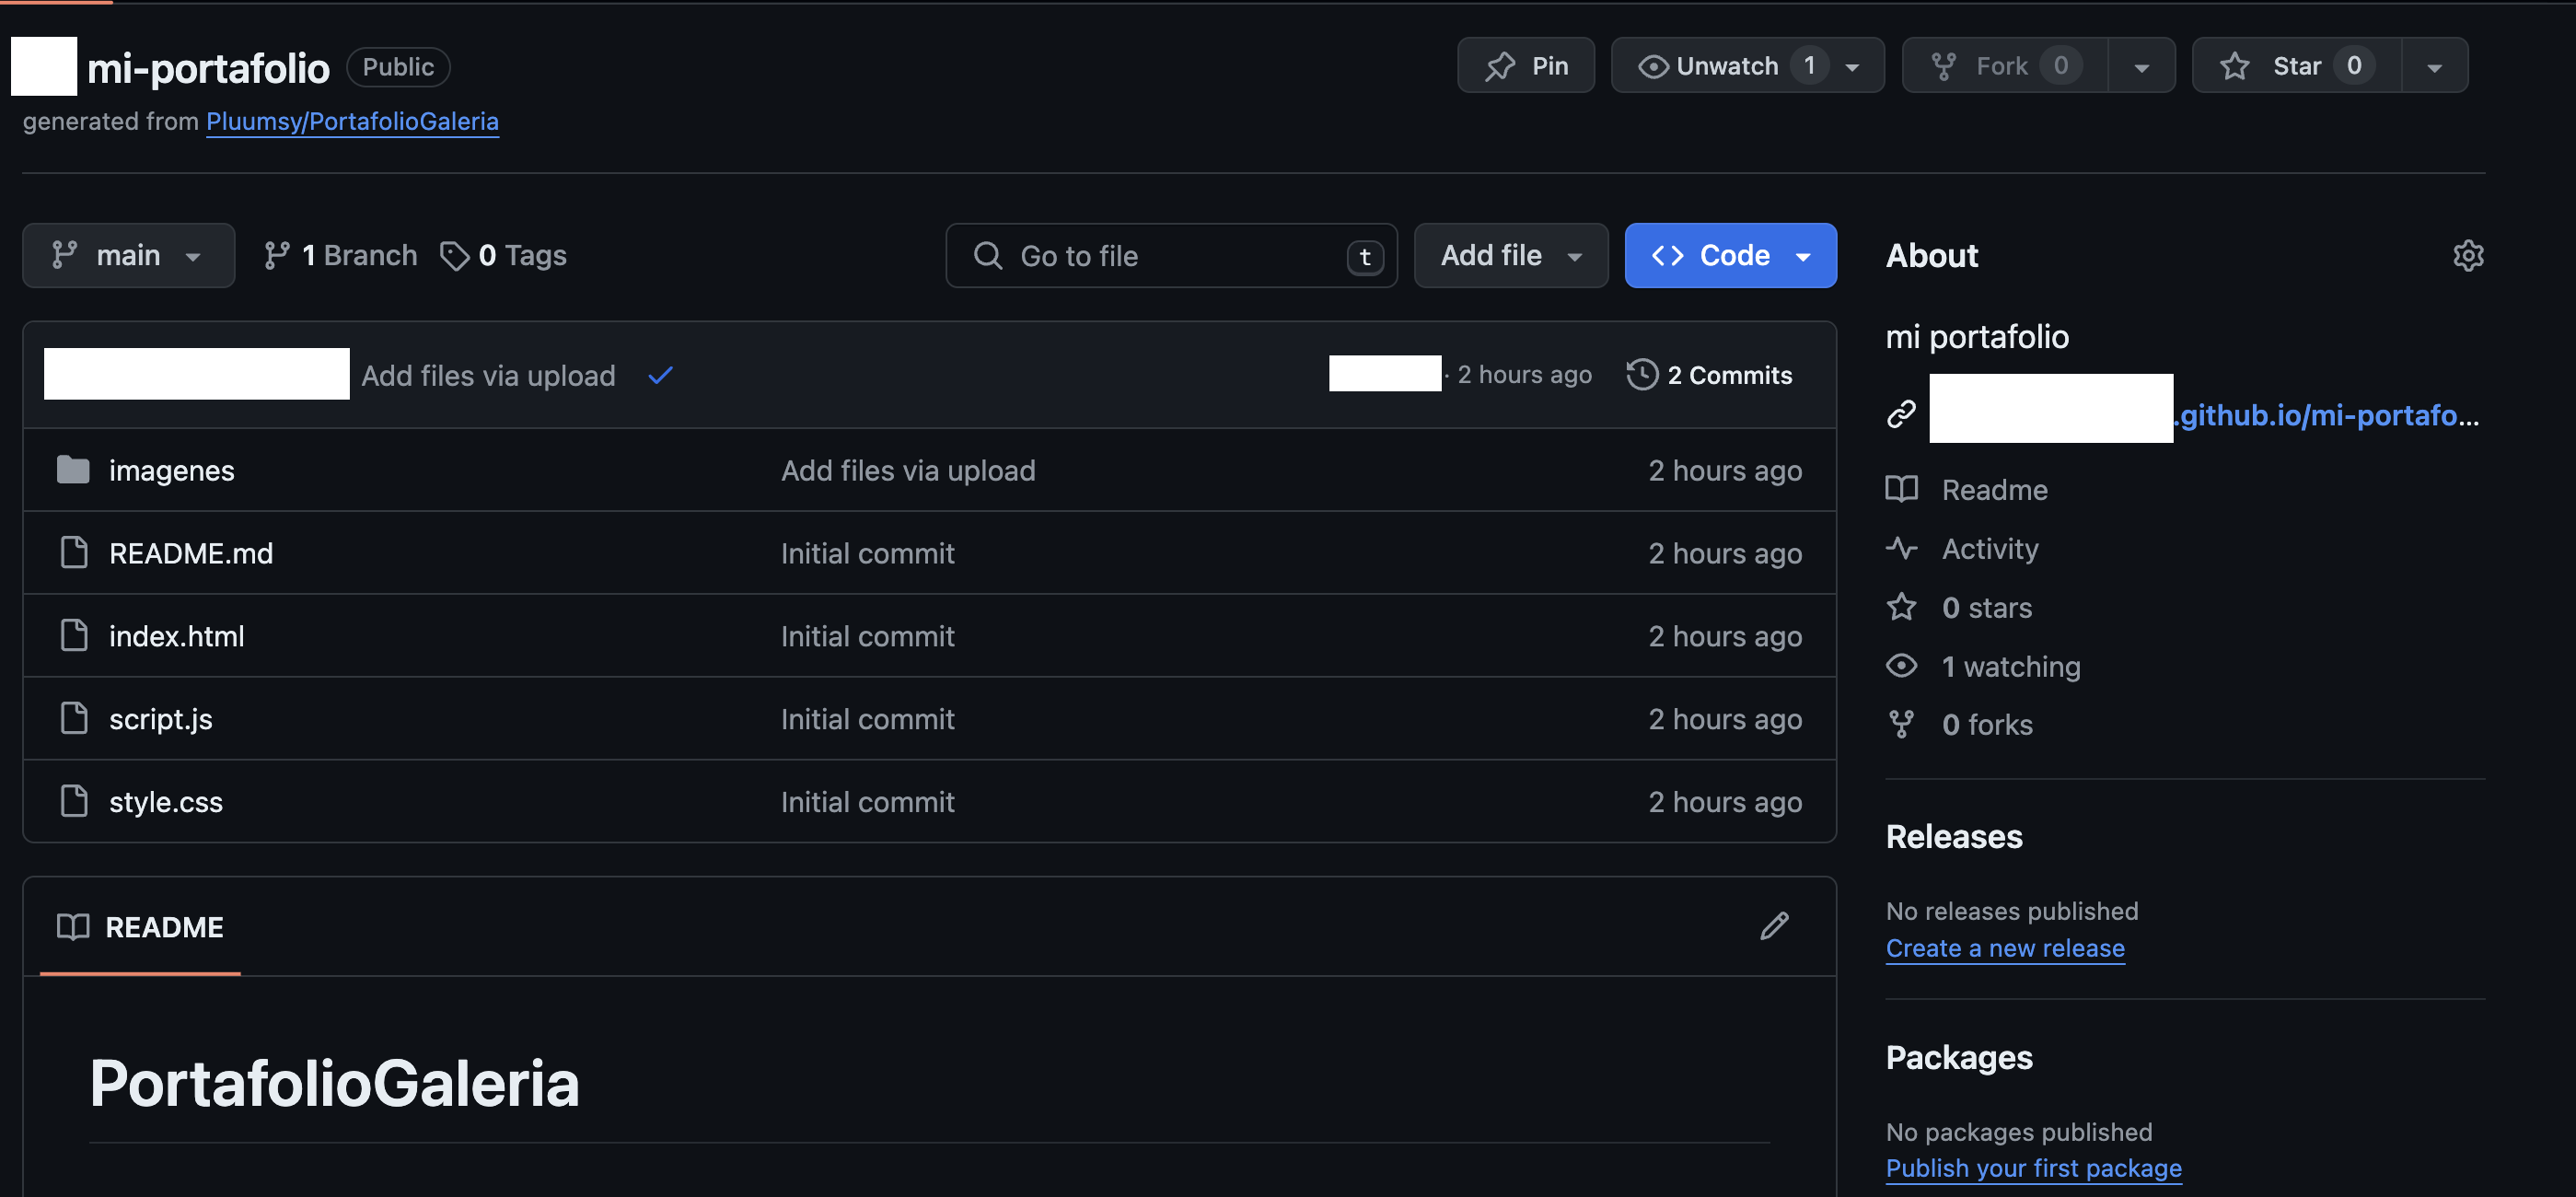 mi-portafolio Public Pin Unwatch 1 Fork 0 Star 0
generated from Pluumsy/PortafolioGaleria
main 1 Branch 0 Tags Go to file t Add file Code
Add files via upload · 2 hours ago 2 Commits
imagenes Add files via upload 2 hours ago
README.md Initial commit 2 hours ago
index.html Initial commit 2 hours ago
script.js Initial commit 2 hours ago
style.css Initial commit 2 hours ago
README
PortafolioGaleria
About
mi portafolio
.github.io/mi-portafo...
Readme
Activity
0 stars
1 watching
0 forks
Releases
No releases published
Create a new release
Packages
No packages published
Publish your first package